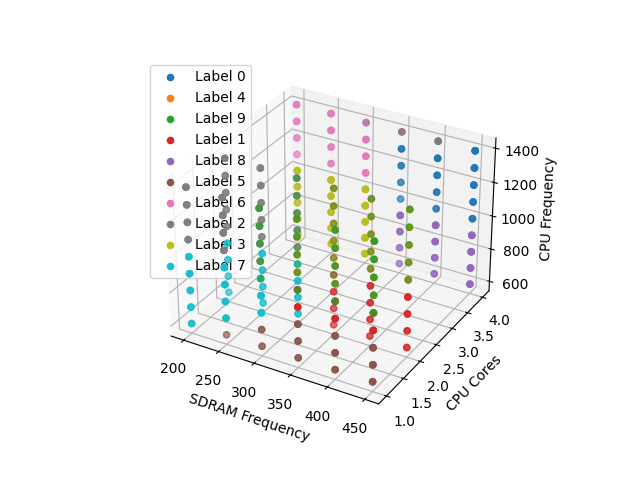 Label 0
Label 4
Label 9
Label 1
Label 8
Label 5
Label 6
Label 2
Label 3
Label 7
1400
1200
1000
800
600
CPU Frequency
4.0
3.5
3.0
2.5
2.0
1.5
1.0
CPU Cores
200
250
300
350
400
450
SDRAM Frequency